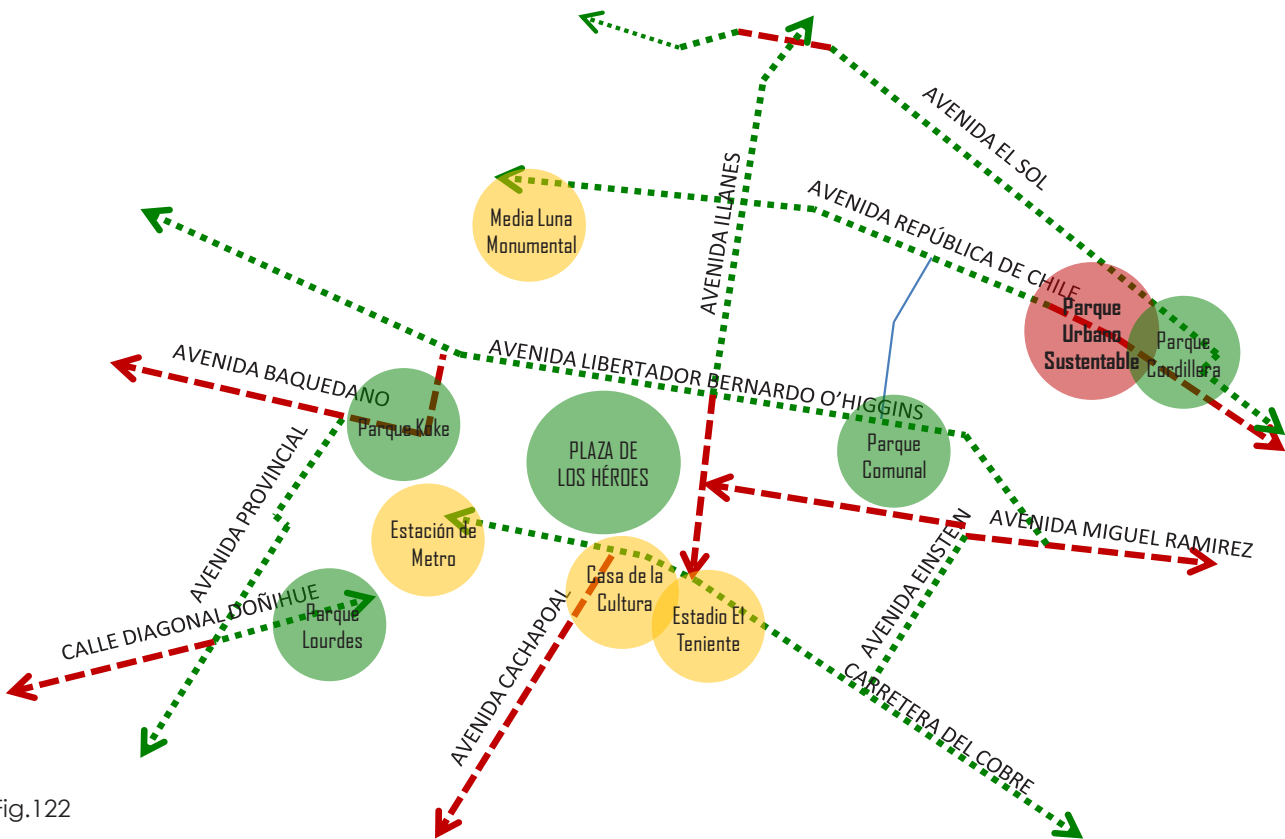 AVENIDA EL SOL
AVENIDA ILLANES
AVENIDA REPÚBLICA DE CHILE
Media Luna
Monumental
Parque
Urbano
Sustentable
Parque
Cordillera
AVENIDA LIBERTADOR BERNARDO O’HIGGINS
AVENIDA BAQUEDANO
Parque Koke
PLAZA DE
LOS HÉROES
Parque
Comunal
AVENIDA PROVINCIAL
Estación de
Metro
AVENIDA MIGUEL RAMIREZ
AVENIDA EINSTEIN
Casa de la
Cultura
Estadio El
Teniente
CALLE DIAGONAL DOÑIHUE
Parque
Lourdes
AVENIDA CACHAPOAL
CARRETERA DEL COBRE
Fig.122